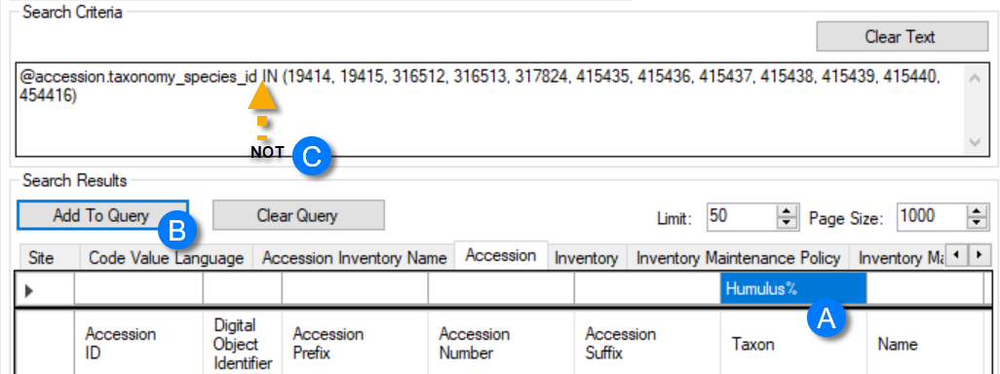 Search Criteria
Clear Text
@accession.taxonomy_species_id IN (19414, 19415, 316512, 316513, 317824, 415435, 415436, 415437, 415438, 415439, 415440,
454416)
NOT C
Search Results
Add To Query
B
Clear Query
Limit: 50
Page Size: 1000
Site Code Value Language Accession Inventory Name Accession Inventory Inventory Maintenance Policy Inventory Ma
Humulus%
A
Accession
ID
Digital
Object
Identifier
Accession
Prefix
Accession
Number
Accession
Suffix
Taxon
Name